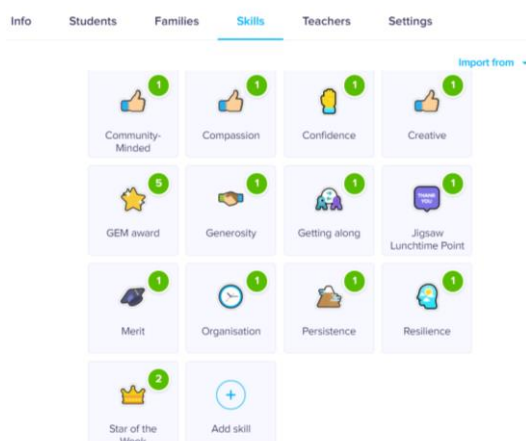 Info Students Families Skills Teachers Settings
Import from
1 1 1 1
Community-
Minded
Compassion Confidence Creative
5 1 1 1
THANK
YOU
GEM award Generosity Getting along Jigsaw
Lunchtime Point
1 1 1 1
Merit Organisation Persistence Resilience
2
Star of the
Week
Add skill